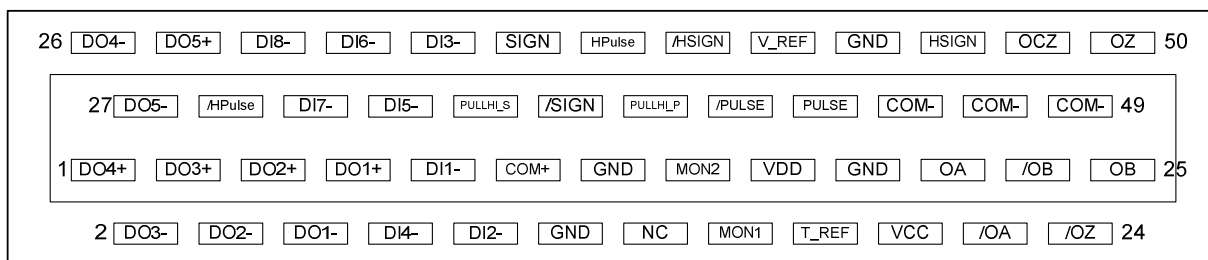 26 DO4- DO5+ DI8- DI6- DI3- SIGN HPulse /HSIGN V_REF GND HSIGN OCZ OZ 50
27 DO5- /HPulse DI7- DI5- PULLHI_S /SIGN PULLHI_P /PULSE PULSE COM- COM- COM- 49
1 DO4+ DO3+ DO2+ DO1+ DI1- COM+ GND MON2 VDD GND OA /OB OB 25
2 DO3- DO2- DO1- DI4- DI2- GND NC MON1 T_REF VCC /OA /OZ 24